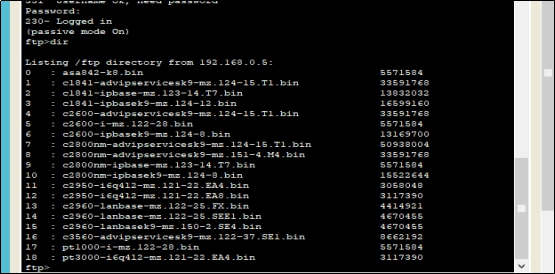 331- Username ok, need password
Password:
230- Logged in
(passive mode On)
ftp>dir
Listing /ftp directory from 192.168.0.5:
0 : asa842-k8.bin 5571584
1 : c1841-advipservicesk9-mz.124-15.T1.bin 33591768
2 : c1841-ipbase-mz.123-14.T7.bin 13832032
3 : c1841-ipbasek9-mz.124-12.bin 16599160
4 : c2600-advipservicesk9-mz.124-15.T1.bin 33591768
5 : c2600-i-mz.122-28.bin 5571584
6 : c2600-ipbasek9-mz.124-8.bin 13169700
7 : c2800nm-advipservicesk9-mz.124-15.T1.bin 50938004
8 : c2800nm-advipservicesk9-mz.151-4.M4.bin 33591768
9 : c2800nm-ipbase-mz.123-14.T7.bin 5571584
10 : c2800nm-ipbasek9-mz.124-8.bin 15522644
11 : c2950-i6q4l2-mz.121-22.EA4.bin 3058048
12 : c2950-i6q4l2-mz.121-22.EA8.bin 3117390
13 : c2960-lanbase-mz.122-25.FX.bin 4414921
14 : c2960-lanbase-mz.122-25.SEE1.bin 4670455
15 : c2960-lanbasek9-mz.150-2.SE4.bin 4670455
16 : c3560-advipservicesk9-mz.122-37.SE1.bin 8662192
17 : pt1000-i-mz.122-28.bin 5571584
18 : pt3000-i6q4l2-mz.121-22.EA4.bin 3117390
ftp>